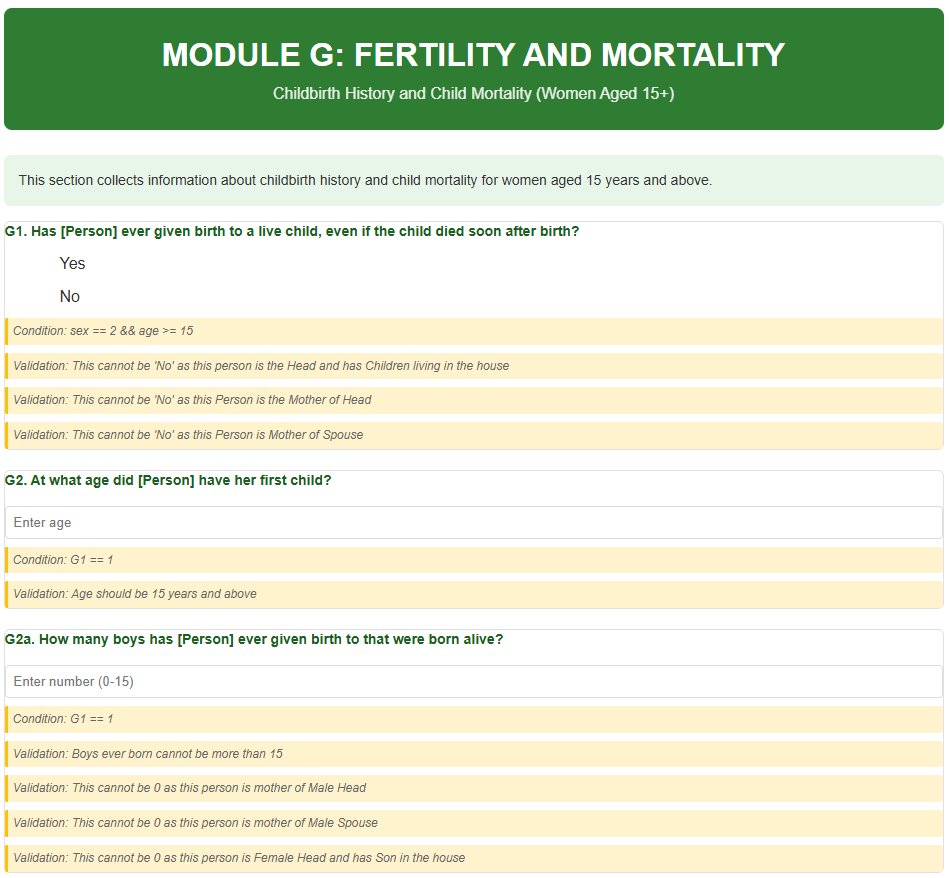 MODULE G: FERTILITY AND MORTALITY
Childbirth History and Child Mortality (Women Aged 15+)
This section collects information about childbirth history and child mortality for women aged 15 years and above.
G1. Has [Person] ever given birth to a live child, even if the child died soon after birth?
Yes
No
Condition: sex == 2 && age >= 15
Validation: This cannot be 'No' as this person is the Head and has Children living in the house
Validation: This cannot be 'No' as this Person is the Mother of Head
Validation: This cannot be 'No' as this Person is Mother of Spouse
G2. At what age did [Person] have her first child?
Enter age
Condition: G1 == 1
Validation: Age should be 15 years and above
G2a. How many boys has [Person] ever given birth to that were born alive?
Enter number (0-15)
Condition: G1 == 1
Validation: Boys ever born cannot be more than 15
Validation: This cannot be 0 as this person is mother of Male Head
Validation: This cannot be 0 as this person is mother of Male Spouse
Validation: This cannot be 0 as this person is Female Head and has Son in the house